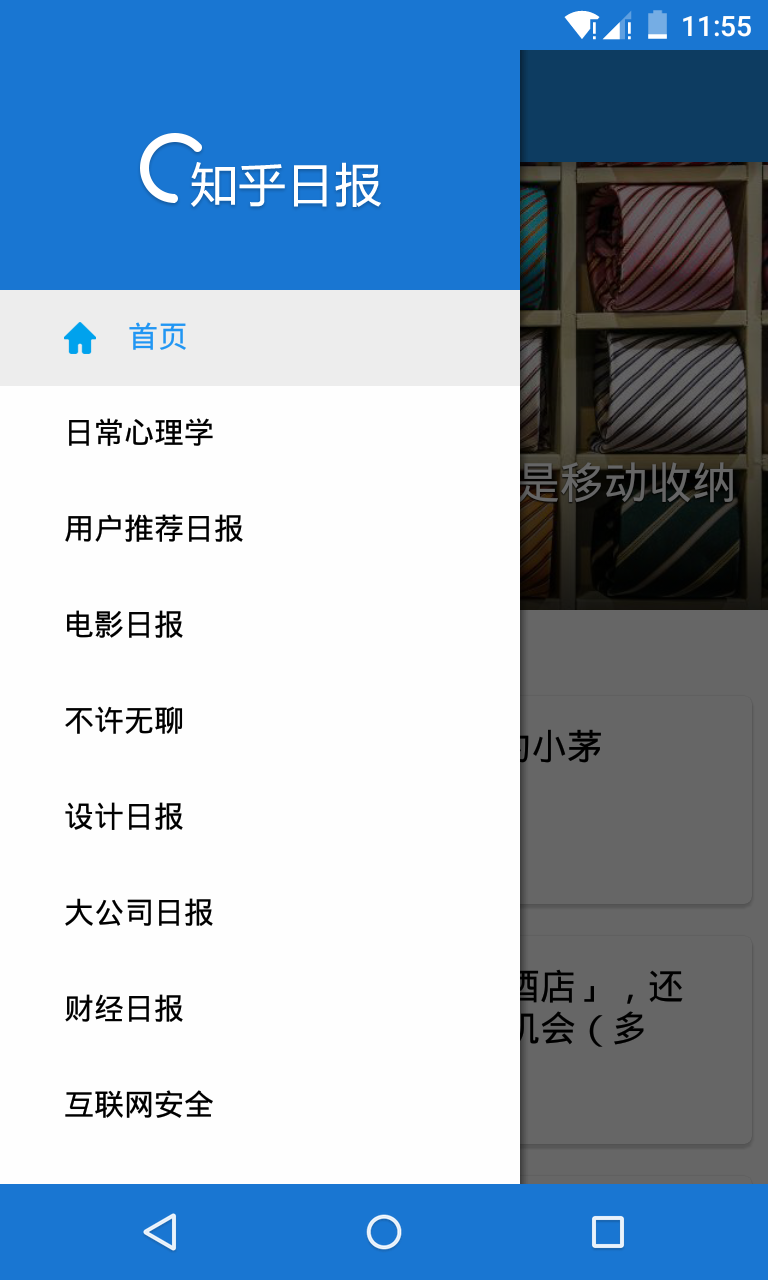 11:55
知乎日报
首页
日常心理学
用户推荐日报
电影日报
不许无聊
设计日报
大公司日报
财经日报
互联网安全
是移动收纳
小茅
酒店」，还
机会（多